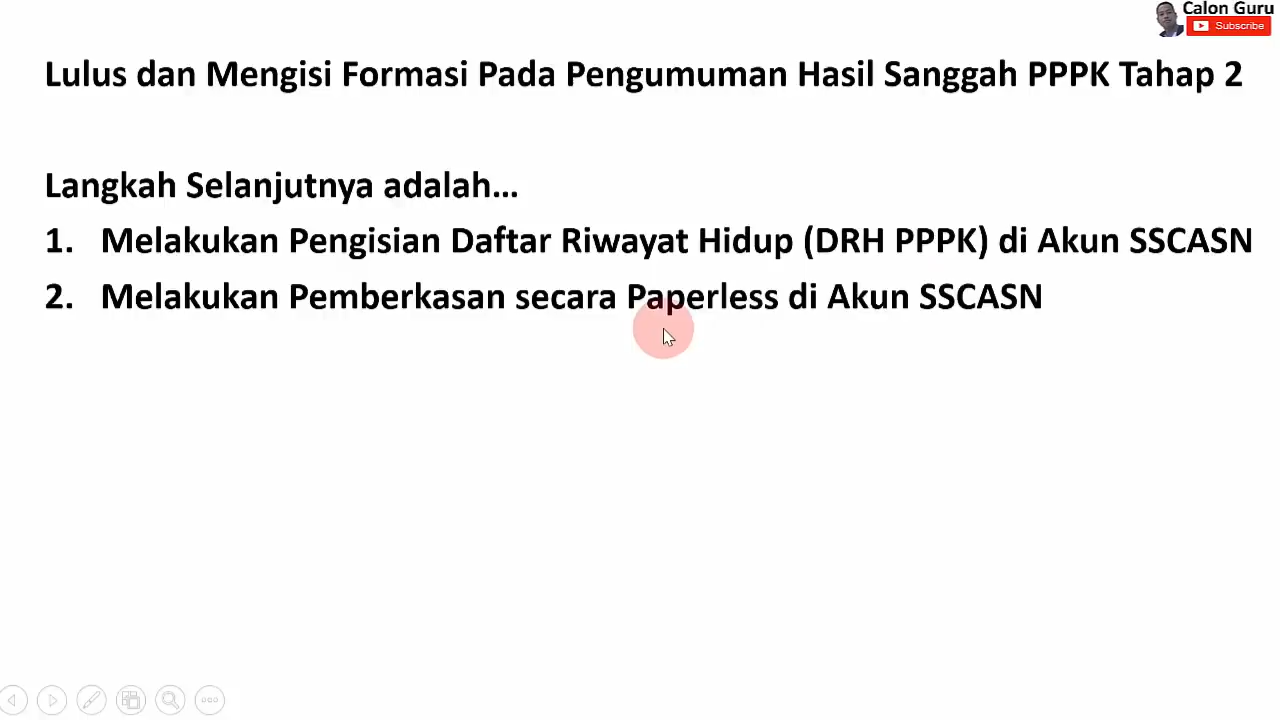 Calon Guru
Subscribe
Lulus dan Mengisi Formasi Pada Pengumuman Hasil Sanggah PPPK Tahap 2
Langkah Selanjutnya adalah...
1. Melakukan Pengisian Daftar Riwayat Hidup (DRH PPPK) di Akun SSCASN
2. Melakukan Pemberkasan secara Paperless di Akun SSCASN